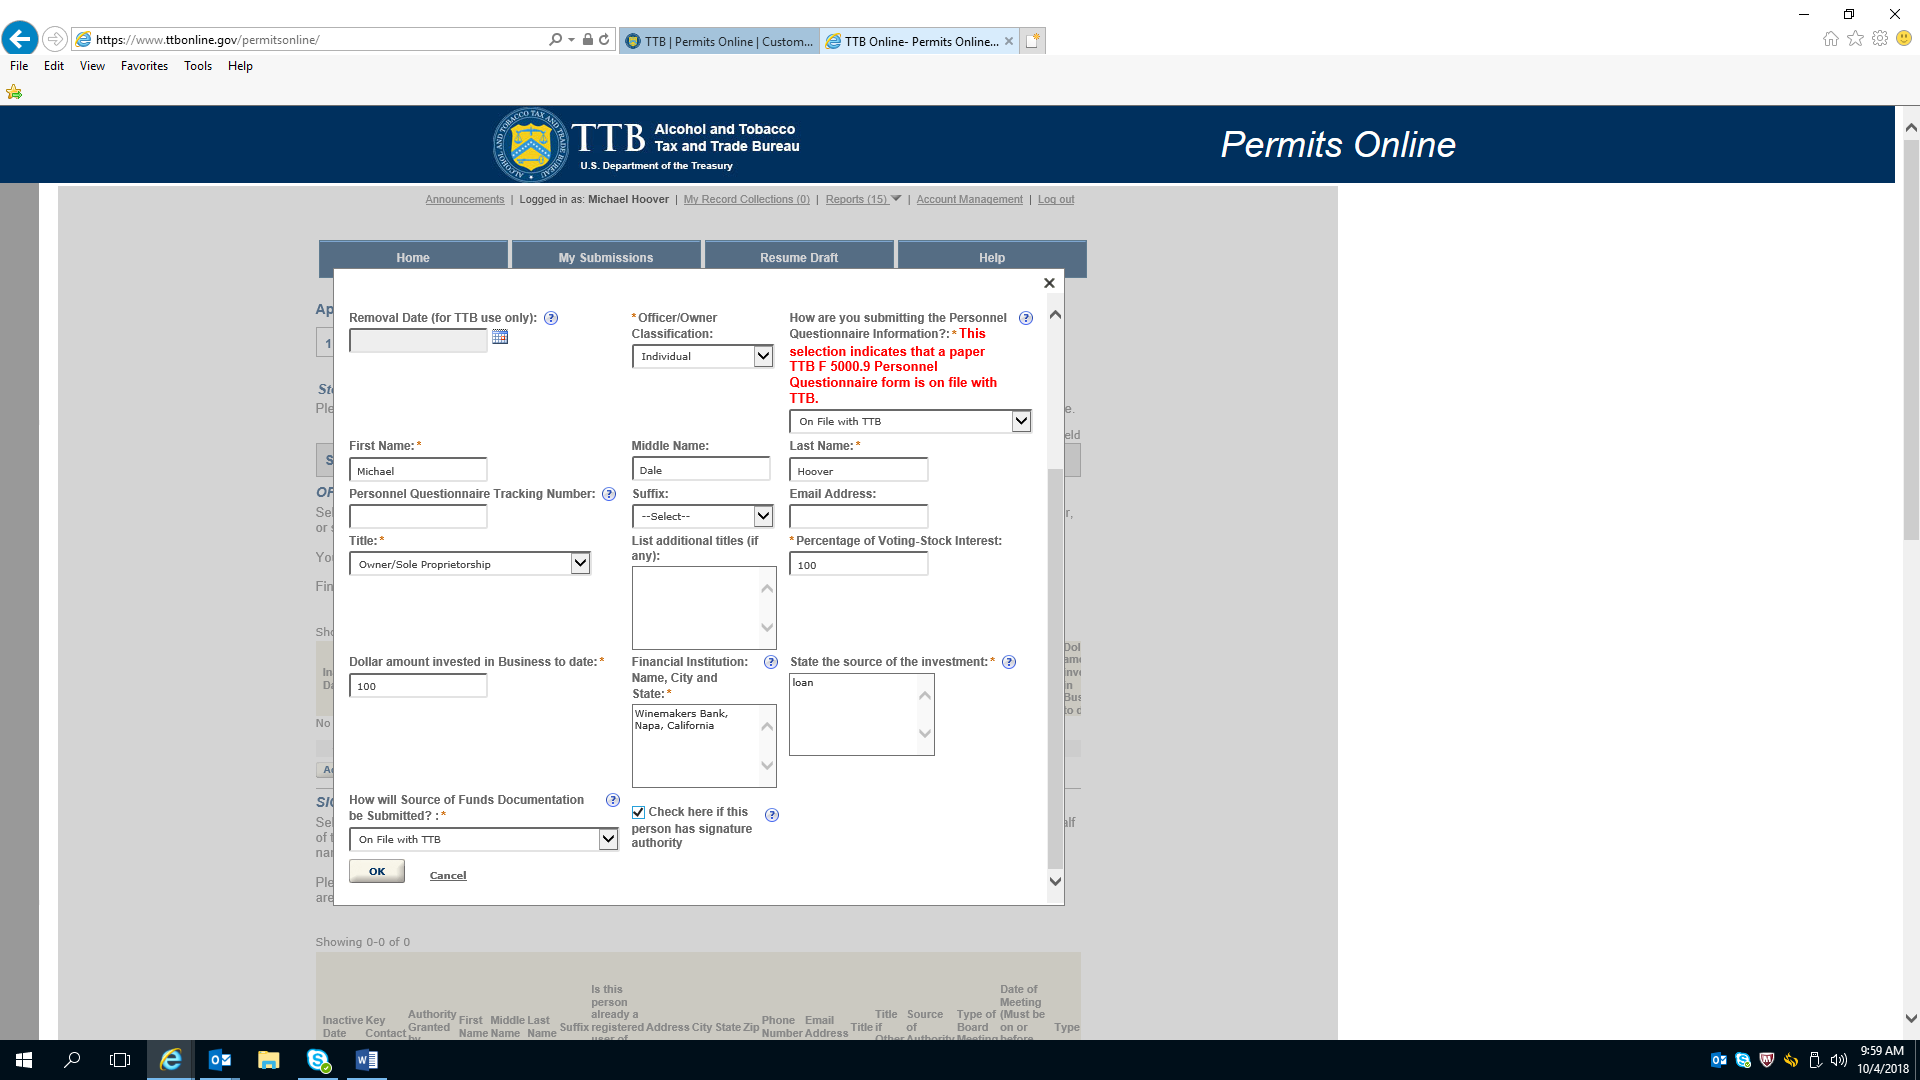 https://www.ttbonline.gov/permitsonline/
TTB | Permits Online | Custom...
TTB Online- Permits Online...
File Edit View Favorites Tools Help
TTB Alcohol and Tobacco
Tax and Trade Bureau
U.S. Department of the Treasury
Permits Online
Announcements | Logged in as: Michael Hoover | My Record Collections (0) | Reports (15) | Account Management | Log out
Home My Submissions Resume Draft Help
Removal Date (for TTB use only):
*Officer/Owner
Classification:
Individual
How are you submitting the Personnel
Questionnaire Information?: * This
selection indicates that a paper
TTB F 5000.9 Personnel
Questionnaire form is on file with
TTB.
On File with TTB
First Name: *
Michael
Middle Name:
Dale
Last Name: *
Hoover
Personnel Questionnaire Tracking Number:
Suffix:
--Select--
Email Address:
Title: *
Owner/Sole Proprietorship
List additional titles (if
any):
*Percentage of Voting-Stock Interest:
100
Dollar amount invested in Business to date: *
100
Financial Institution:
Name, City and
State: *
Winemakers Bank,
Napa, California
State the source of the investment: *
loan
How will Source of Funds Documentation
be Submitted? : *
On File with TTB
Check here if this
person has signature
authority
OK Cancel
Showing 0-0 of 0
Inactive
Date
Key
Contact
Authority
Granted
by
First
Name
Middle
Name
Last
Name
Suffix
Is this
person
already a
registered
user of
Address City State Zip
Phone
Number
Email
Address
Title
Title
if
Other
Source
of
Authority
Type of
Board
Meeting
Date of
Meeting
(Must be
on or
before
Type
9:59 AM
10/4/2018